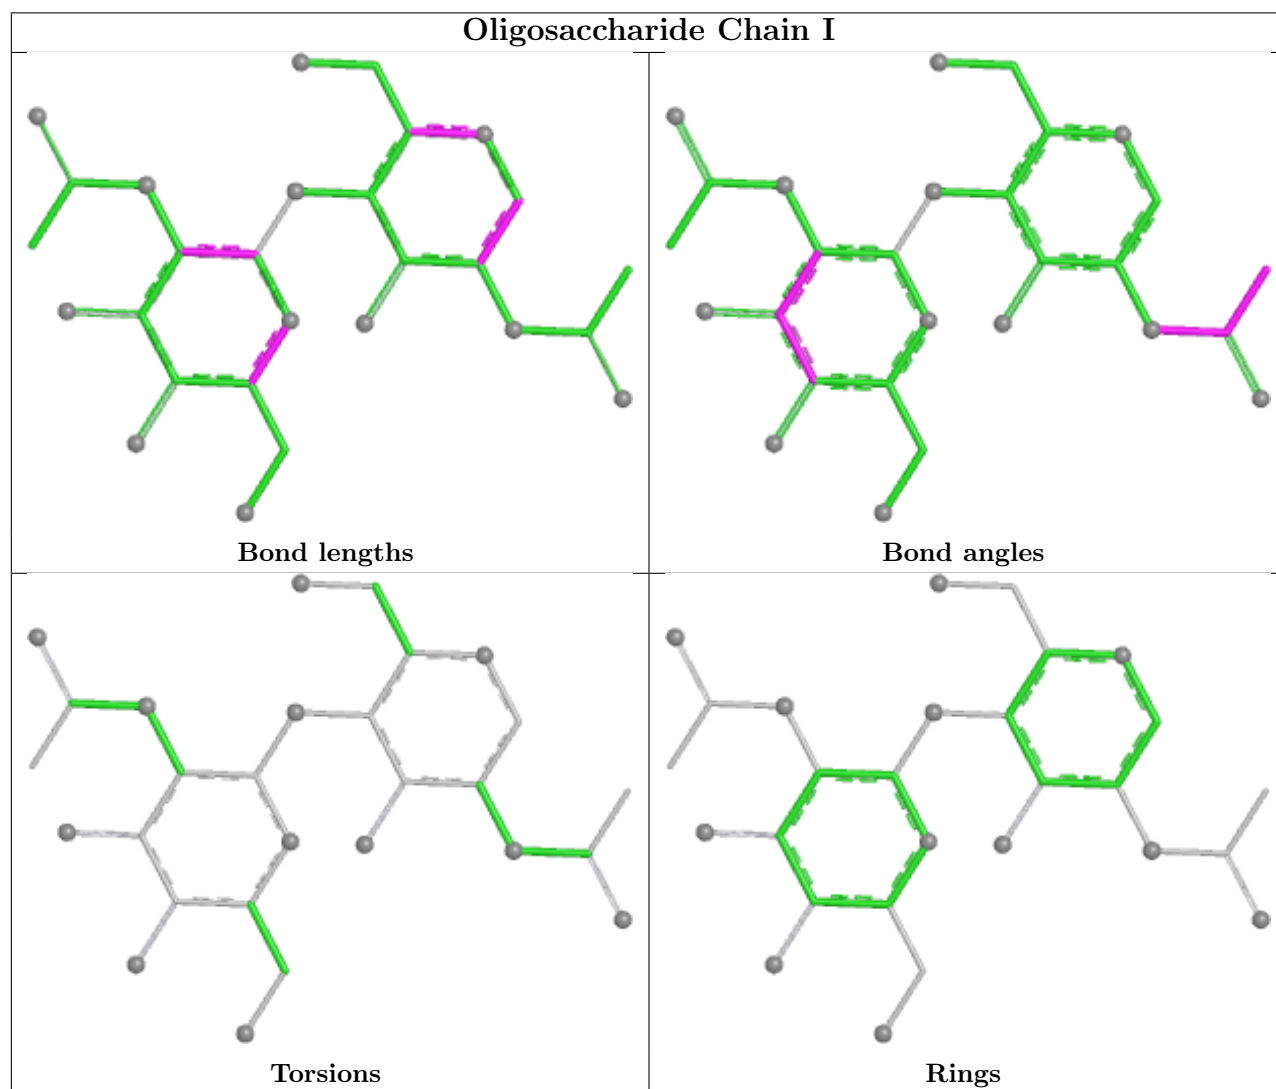 Oligosaccharide Chain I
Bond lengths
Bond angles
Torsions
Rings